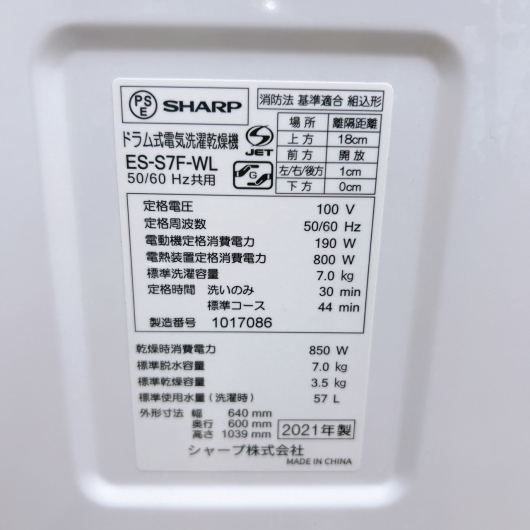 PSE SHARP
消防法 基準適合 組込形
ドラム式電気洗濯乾燥機
ES-S7F-WL
50/60 Hz共用
JET
G
場所 離隔距離
上方 18cm
前方 開放
左/右/後方 1cm
下方 0cm
定格電圧 100 V
定格周波数 50/60 Hz
電動機定格消費電力 190 W
電熱装置定格消費電力 800 W
標準洗濯容量 7.0 kg
定格時間 洗いのみ 30 min
標準コース 44 min
製造番号 1017086
乾燥時消費電力 850 W
標準脱水容量 7.0 kg
標準乾燥容量 3.5 kg
標準使用水量(洗濯時) 57 L
外形寸法 幅 640 mm
奥行 600 mm
高さ 1039 mm
2021年製
シャープ株式会社
MADE IN CHINA